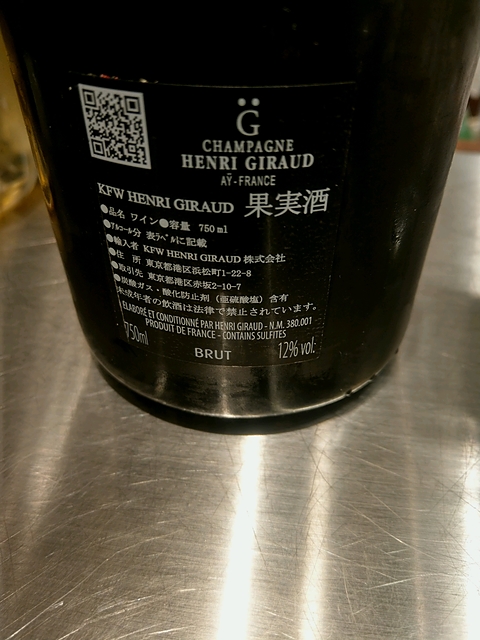 G̈
CHAMPAGNE
HENRI GIRAUD
AŸ-FRANCE
KFW HENRI GIRAUD 果実酒
●品名 ワイン●容量 750ml
●アルコール分 表ラベルに記載
●輸入者 KFW HENRI GIRAUD 株式会社
●住 所 東京都港区浜松町1-22-8
●取引先 東京都港区赤坂2-10-7
●炭酸ガス・酸化防止剤（亜硫酸塩）含有
未成年者の飲酒は法律で禁止されています。
ELABORÉ ET CONDITIONNÉ PAR HENRI GIRAUD - N.M. 380.001
PRODUIT DE FRANCE - CONTAINS SULFITES
750ml
BRUT
12% vol.